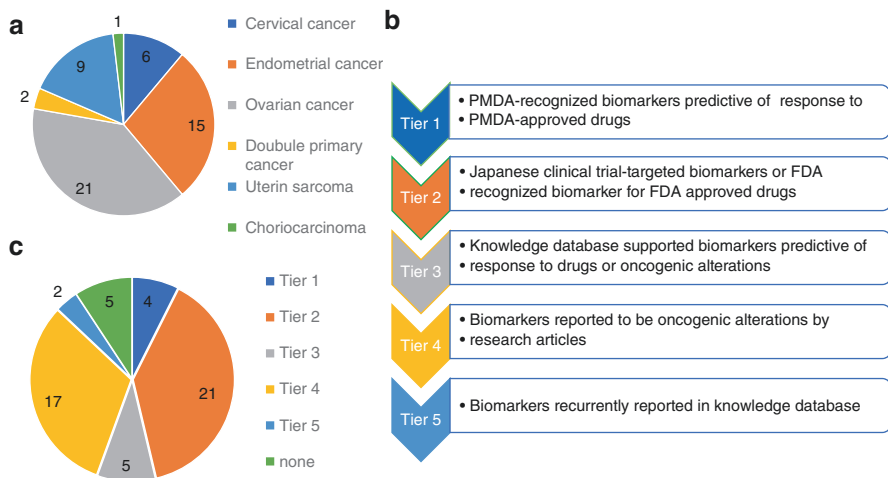 a
1
6
9
2
15
21
Cervical cancer
Endometrial cancer
Ovarian cancer
Doubule primary
cancer
Uterin sarcoma
Choriocarcinoma
b
Tier 1
• PMDA-recognized biomarkers predictive of response to
• PMDA-approved drugs
Tier 2
• Japanese clinical trial-targeted biomarkers or FDA
• recognized biomarker for FDA approved drugs
Tier 3
• Knowledge database supported biomarkers predictive of
• response to drugs or oncogenic alterations
Tier 4
• Biomarkers reported to be oncogenic alterations by
• research articles
Tier 5
• Biomarkers recurrently reported in knowledge database
c
2
5
4
17
21
5
Tier 1
Tier 2
Tier 3
Tier 4
Tier 5
none